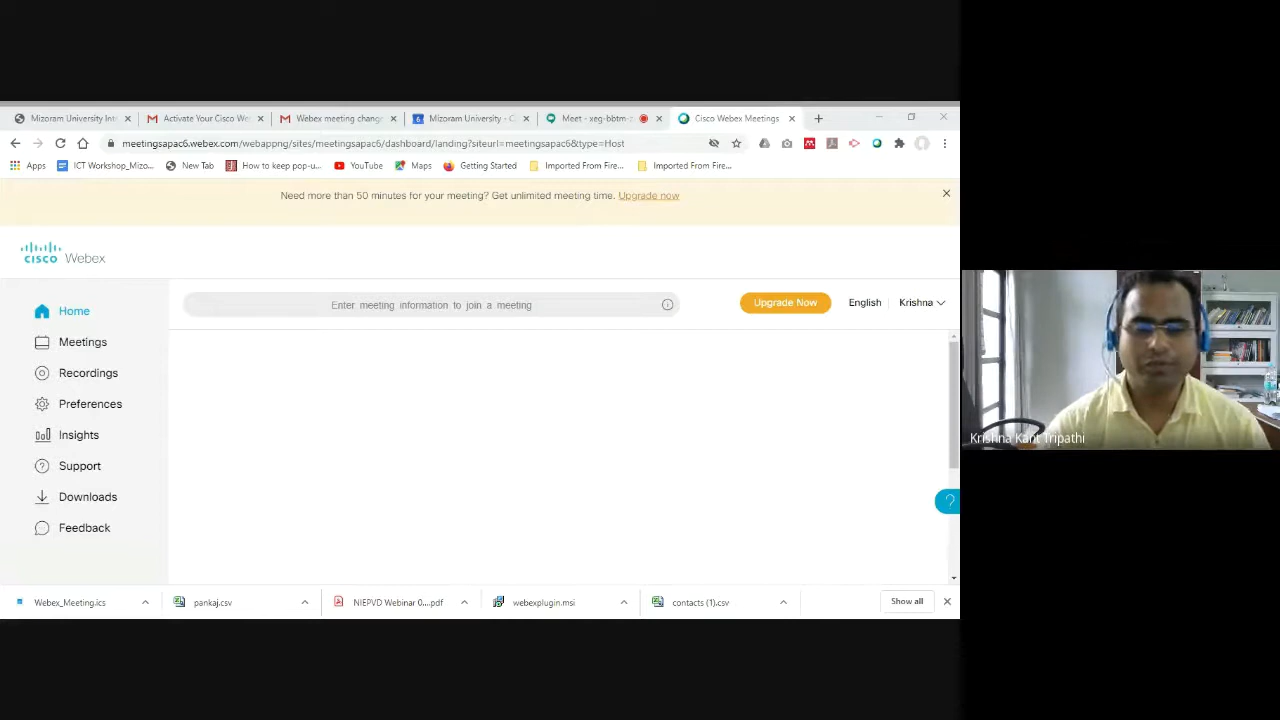 Mizoram University Int
Activate Your Cisco We
Webex meeting chang
Mizoram University - C
Meet - xeg-bbtm-z
Cisco Webex Meetings
meetingsapac6.webex.com/webappng/sites/meetingsapac6/dashboard/landing?siteurl=meetingsapac6&type=Host
Apps
ICT Workshop_Mizo...
New Tab
How to keep pop-u...
YouTube
Maps
Getting Started
Imported From Fire...
Imported From Fire...
Need more than 50 minutes for your meeting? Get unlimited meeting time. Upgrade now
CISCO Webex
Enter meeting information to join a meeting
Upgrade Now
English
Krishna
Home
Meetings
Recordings
Preferences
Insights
Support
Downloads
Feedback
Krishna Kant Tripathi
Webex_Meeting.ics
pankaj.csv
NIEPVD Webinar 0....pdf
webexplugin.msi
contacts (1).csv
Show all